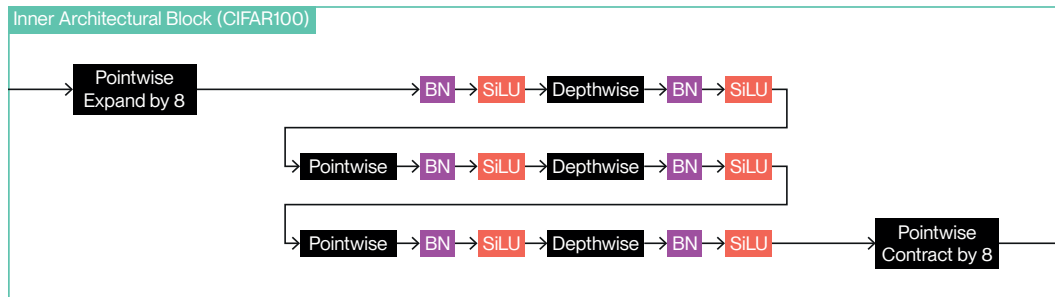 Inner Architectural Block (CIFAR100)
Pointwise
Expand by 8
BN
SiLU
Depthwise
BN
SiLU
Pointwise
BN
SiLU
Depthwise
BN
SiLU
Pointwise
BN
SiLU
Depthwise
BN
SiLU
Pointwise
Contract by 8